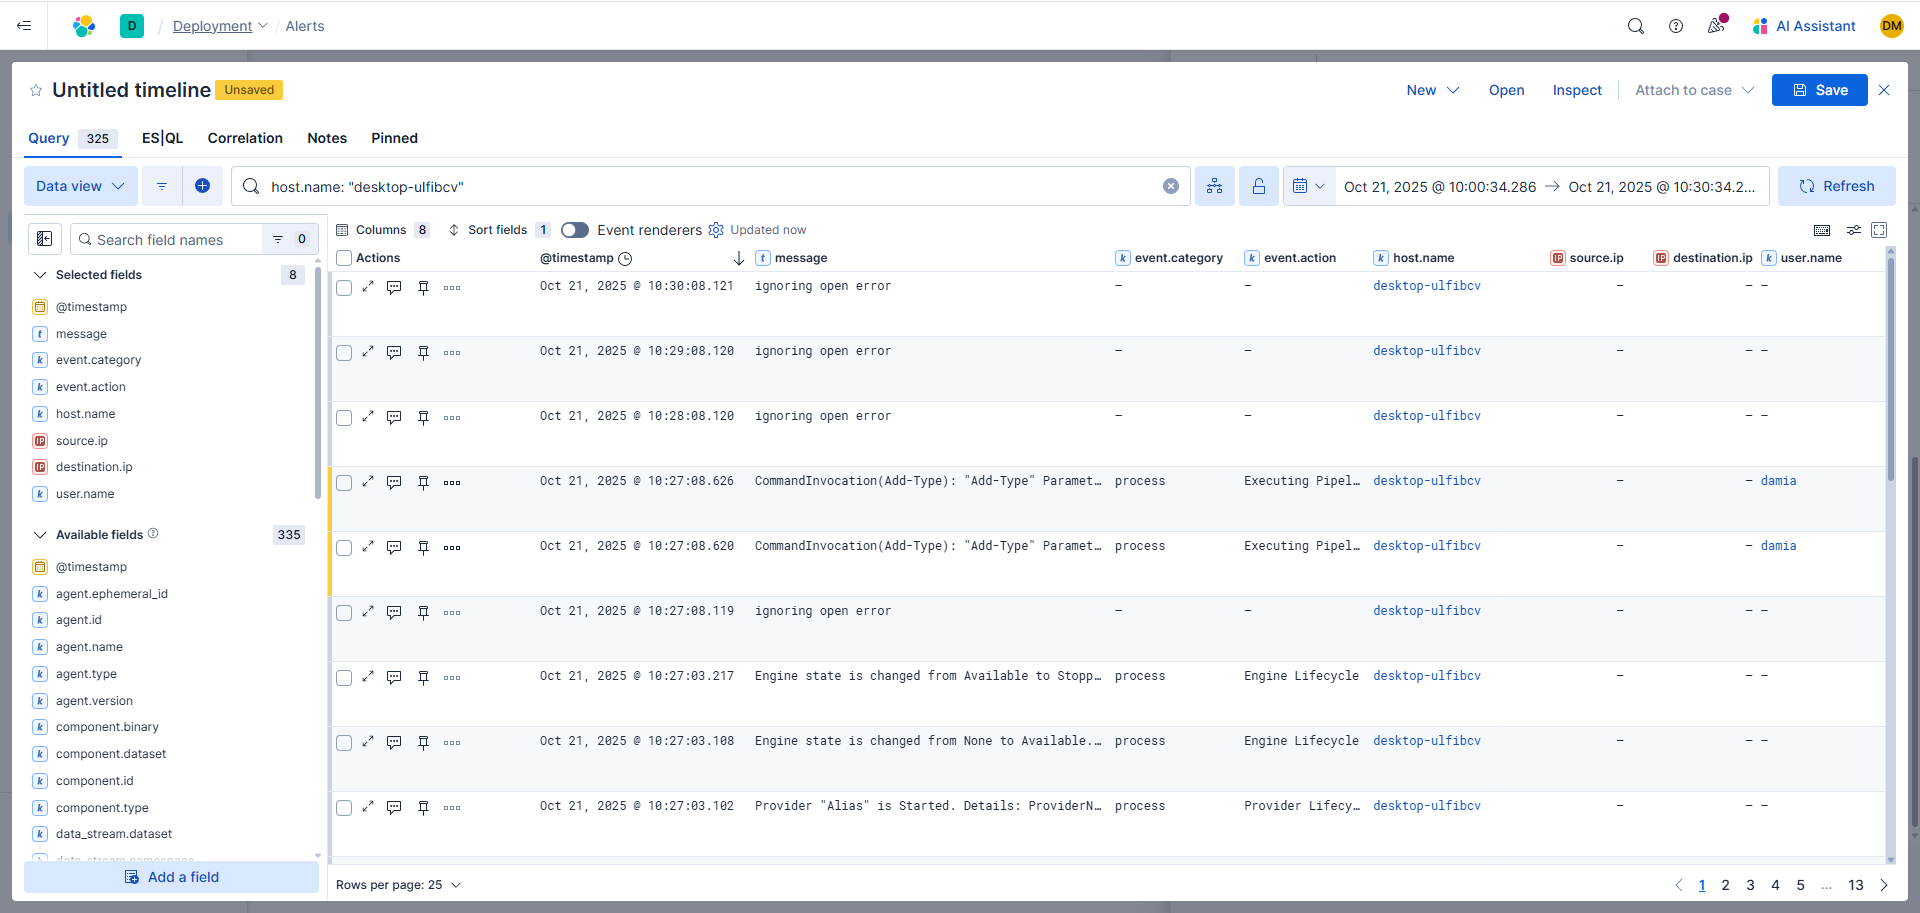 D / Deployment / Alerts
AI Assistant
DM
Untitled timeline Unsaved
New Open Inspect Attach to case Save
Query 325 ES|QL Correlation Notes Pinned
Data view host.name: "desktop-ulfibcv" Oct 21, 2025 @ 10:00:34.286 → Oct 21, 2025 @ 10:30:34.2... Refresh
Search field names 0
Columns 8 Sort fields 1 Event renderers Updated now
Selected fields 8
@timestamp
message
event.category
event.action
host.name
source.ip
destination.ip
user.name
Available fields 335
@timestamp
agent.ephemeral_id
agent.id
agent.name
agent.type
agent.version
component.binary
component.dataset
component.id
component.type
data_stream.dataset
data_stream.namespace
Add a field
Actions @timestamp message event.category event.action host.name source.ip destination.ip user.name
Oct 21, 2025 @ 10:30:08.121 ignoring open error – – desktop-ulfibcv – – –
Oct 21, 2025 @ 10:29:08.120 ignoring open error – – desktop-ulfibcv – – –
Oct 21, 2025 @ 10:28:08.120 ignoring open error – – desktop-ulfibcv – – –
Oct 21, 2025 @ 10:27:08.626 CommandInvocation(Add-Type): "Add-Type" Paramet… process Executing Pipel… desktop-ulfibcv – – damia
Oct 21, 2025 @ 10:27:08.620 CommandInvocation(Add-Type): "Add-Type" Paramet… process Executing Pipel… desktop-ulfibcv – – damia
Oct 21, 2025 @ 10:27:08.119 ignoring open error – – desktop-ulfibcv – – –
Oct 21, 2025 @ 10:27:03.217 Engine state is changed from Available to Stopp… process Engine Lifecycle desktop-ulfibcv – – –
Oct 21, 2025 @ 10:27:03.108 Engine state is changed from None to Available.… process Engine Lifecycle desktop-ulfibcv – – –
Oct 21, 2025 @ 10:27:03.102 Provider "Alias" is Started. Details: ProviderN… process Provider Lifecy… desktop-ulfibcv – – –
Rows per page: 25
1 2 3 4 5 ... 13